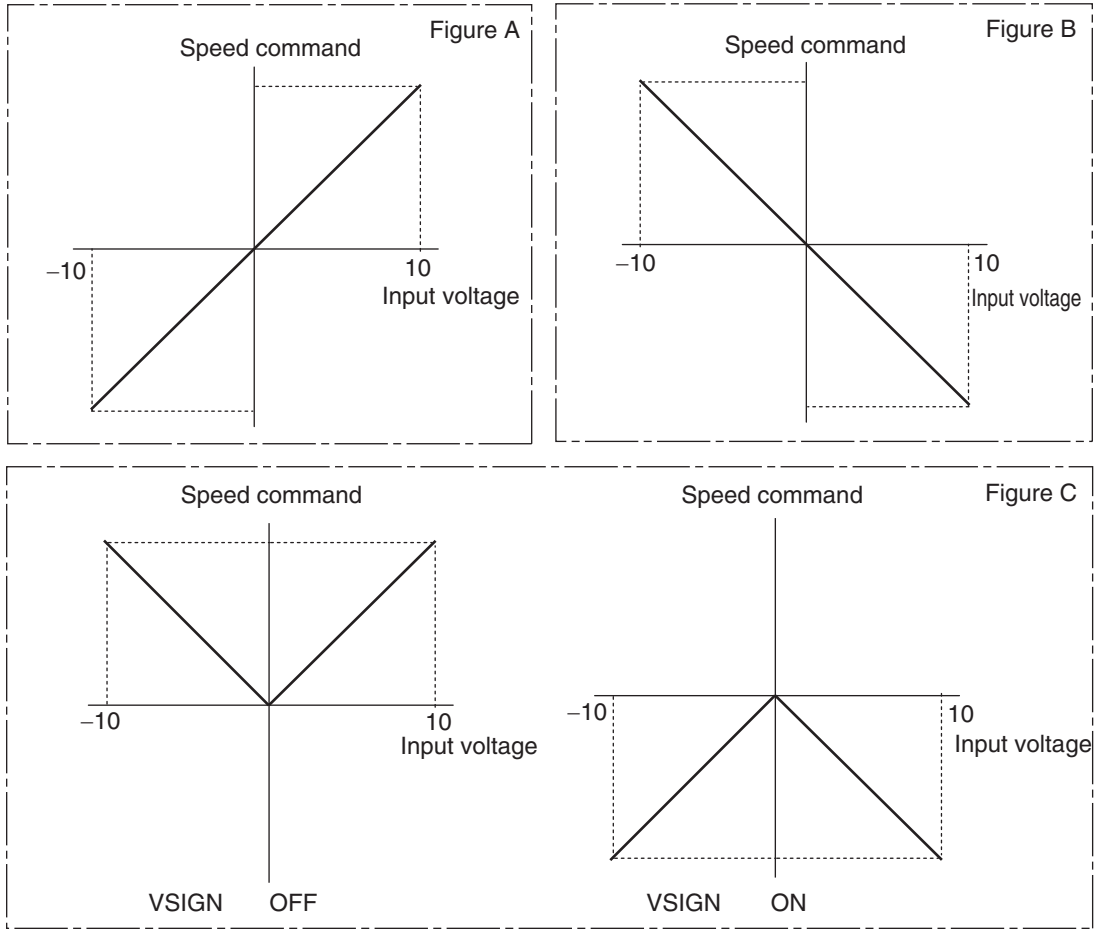 Figure A
Speed command
−10
10
Input voltage
Figure B
Speed command
−10
10
Input voltage
Figure C
Speed command
−10
10
Input voltage
VSIGN OFF
Speed command
−10
10
Input voltage
VSIGN ON